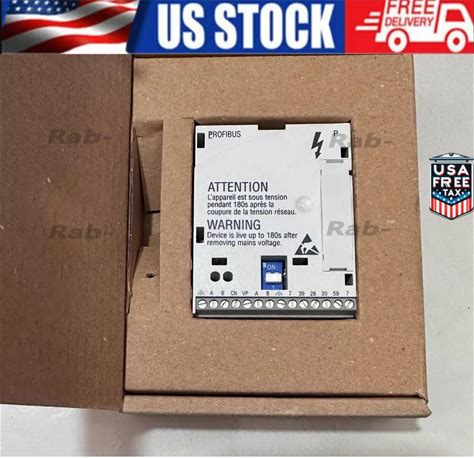 US STOCK
FREE
DELIVERY
Rab-
Rab-
PROFIBUS
P
ATTENTION
L'appareil est sous tension
pendant 180s après la
coupure de la tension réseau.
WARNING
Device is live up to 180s after
removing mains voltage.
Rab-
Rab-
USA
FREE
TAX
ON
1
A B CN VP A B 7 39 28 20 59 7